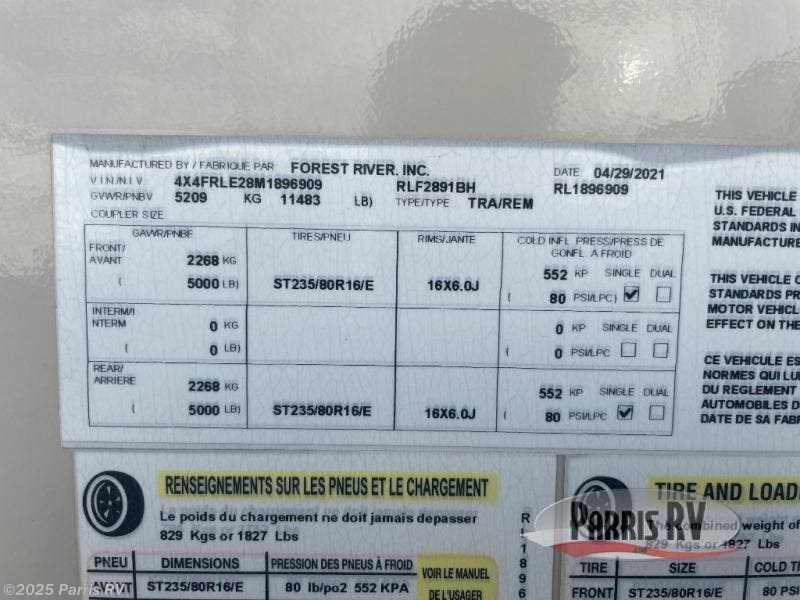 MANUFACTURED BY / FABRIQUE PAR FOREST RIVER, INC. DATE 04/29/2021
V I N / N I V 4X4FRLE28M1896909 RLF2891BH RL1896909
GVWR/PNBV 5209 KG 11483 LB) TYPE/TYPE TRA/REM
COUPLER SIZE
GAWR/PNBE TIRES/PNEU RIMS/JANTE COLD INFL PRESS/PRESS DE
GONFL A FROID
FRONT/
AVANT 2268 KG 552 KP SINGLE DUAL
( 5000 LB) ST235/80R16/E 16X6.0J ( 80 PSI/LPC)
INTERM/I
NTERM 0 KG 0 KP SINGLE DUAL
( 0 LB) ( 0 PSI/LPC
REAR/
ARRIERE 2268 KG 552 KP SINGLE DUAL
( 5000 LB) ST235/80R16/E 16X6.0J ( 80 PSI/LPC
THIS VEHICLE
U.S. FEDERAL
STANDARDS IN
MANUFACTURE
THIS VEHICLE C
STANDARDS PR
MOTOR VEHICL
EFFECT ON THE
CE VEHICULE ES
NORMES QUI LU
DU REGLEMENT
AUTOMOBILES D
DATE DE SA FAB
RENSEIGNEMENTS SUR LES PNEUS ET LE CHARGEMENT
Le poids du chargement ne doit jamais depasser
829 Kgs or 1827 Lbs
PNEU DIMENSIONS PRESSION DES PNEUS À FROID
AVANT ST235/80R16/E 80 lb/po2 552 KPA
VOIR LE MANUEL
DE L'USAGER
RL1896
TIRE AND LOADI
The combined weight of
829 Kgs or 1827 Lbs
TIRE SIZE COLD TI
FRONT ST235/80R16/E 80 PSI
PARRIS RV
©2025 Parris RV